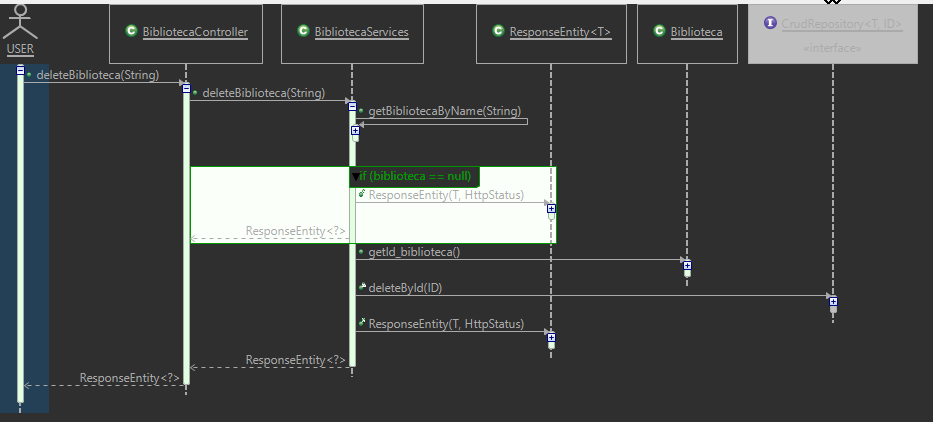 USER
C BibliotecaController
C BibliotecaServices
C ResponseEntity<T>
C Biblioteca
I CrudRepository<T, ID>
«interface»
deleteBiblioteca(String)
deleteBiblioteca(String)
getBibliotecaByName(String)
if (biblioteca == null)
ResponseEntity(T, HttpStatus)
ResponseEntity<?>
getId_biblioteca()
deleteById(ID)
ResponseEntity(T, HttpStatus)
ResponseEntity<?>
ResponseEntity<?>